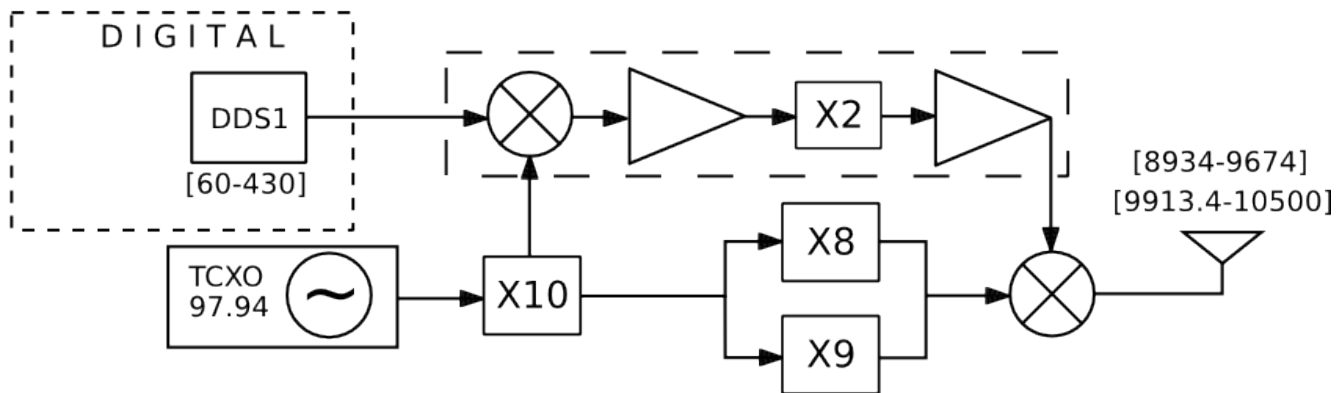 DIGITAL
DDS1
[60-430]
X2
[8934-9674]
[9913.4-10500]
TCXO
97.94
~
X10
X8
X9